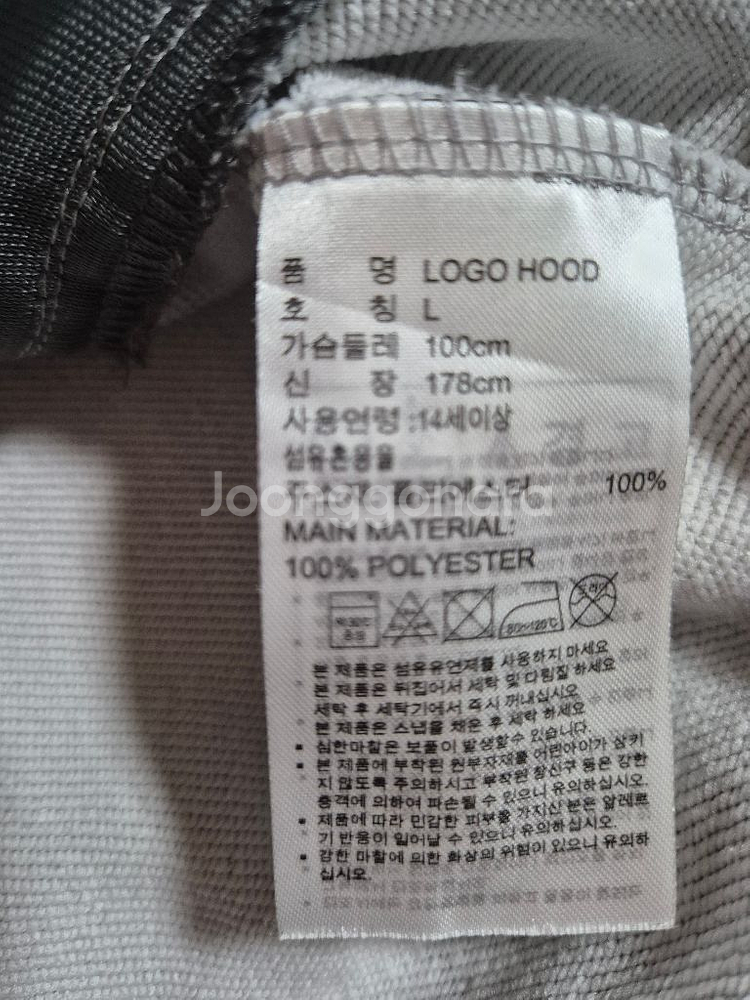 품 명 LOGO HOOD
호 칭 L
가슴둘레 100cm
신 장 178cm
사용연령 :14세이상
섬유혼용율
100%
Joonggonara
MAIN MATERIAL:
100% POLYESTER
80~120℃
드라이
본 제품은 섬유유연제를 사용하지 마세요
본 제품은 뒤집어서 세탁 및 다림질 하세요
세탁 후 세탁기에서 즉시 꺼내십시오
본 제품은 스냅을 채운 후 세탁 하세요
심한마찰은 보풀이 발생할수 있습니다.
본 제품에 부착된 원부자재를 어린아이가 삼키
지 않도록 주의하시고 부착된 장신구 등은 강한
충격에 의하여 파손될 수 있으니 유의하십시오.
제품에 따라 민감한 피부를 가지신 분은 알레르
기 반응이 일어날 수 있으니 유의하십시오.
강한 마찰에 의한 화상의 위험이 있으니 유의하
십시오.